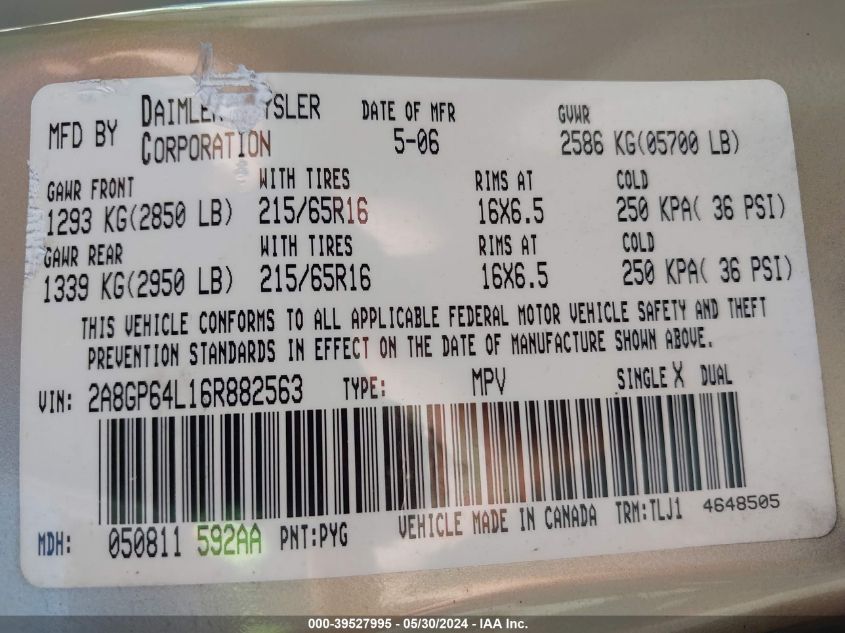 MFD BY DAIMLER YSLER CORPORATION
DATE OF MFR 5-06
GVWR 2586 KG(05700 LB)
GAWR FRONT WITH TIRES RIMS AT COLD
1293 KG(2850 LB) 215/65R16 16X6.5 250 KPA( 36 PSI)
GAWR REAR WITH TIRES RIMS AT COLD
1339 KG(2950 LB) 215/65R16 16X6.5 250 KPA( 36 PSI)
THIS VEHICLE CONFORMS TO ALL APPLICABLE FEDERAL MOTOR VEHICLE SAFETY AND THEFT
PREVENTION STANDARDS IN EFFECT ON THE DATE OF MANUFACTURE SHOWN ABOVE.
VIN: 2A8GP64L16R882563 TYPE: MPV SINGLE X DUAL
MDH: 050811 592AA PNT:PYG VEHICLE MADE IN CANADA TRM:TLJ1 4648505
000-39527995 - 05/30/2024 - IAA Inc.